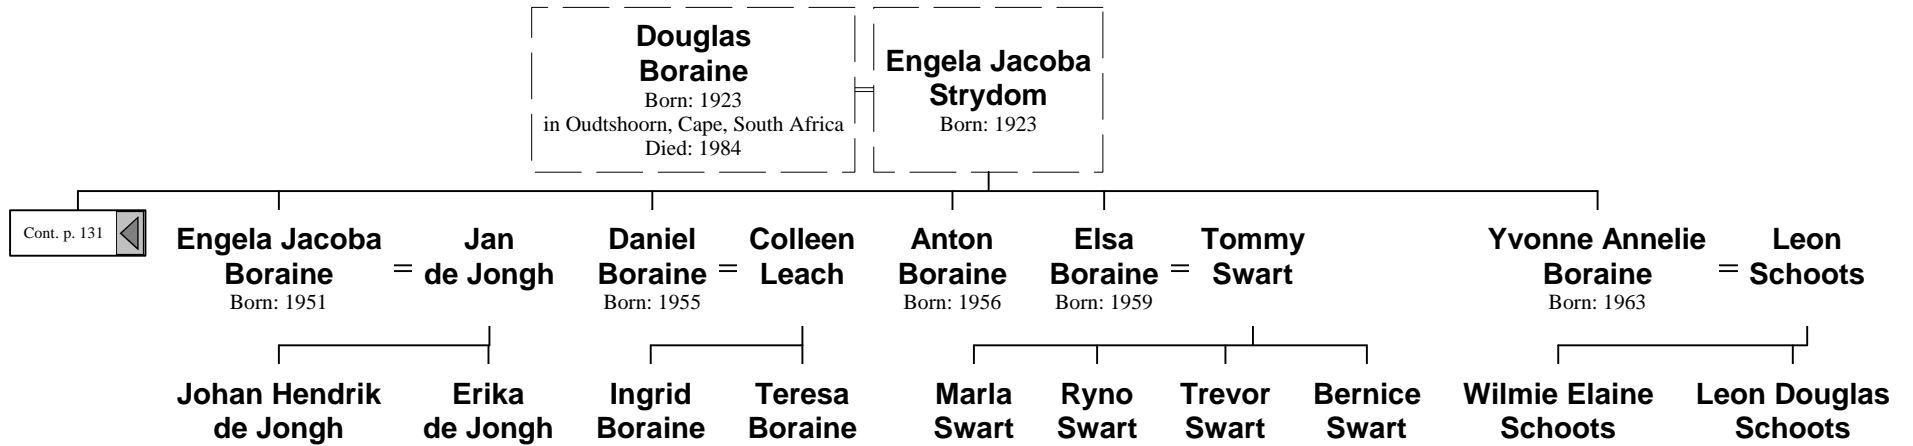 Douglas
Boraine
Born: 1923
in Oudtshoorn, Cape, South Africa
Died: 1984
Engela Jacoba
Strydom
Born: 1923
Cont. p. 131
Engela Jacoba
Boraine
Born: 1951
=
Jan
de Jongh
Daniel
Boraine
Born: 1955
=
Colleen
Leach
Anton
Boraine
Born: 1956
Elsa
Boraine
Born: 1959
=
Tommy
Swart
Yvonne Annelie
Boraine
Born: 1963
=
Leon
Schoots
Johan Hendrik
de Jongh
Erika
de Jongh
Ingrid
Boraine
Teresa
Boraine
Marla
Swart
Ryno
Swart
Trevor
Swart
Bernice
Swart
Wilmie Elaine
Schoots
Leon Douglas
Schoots